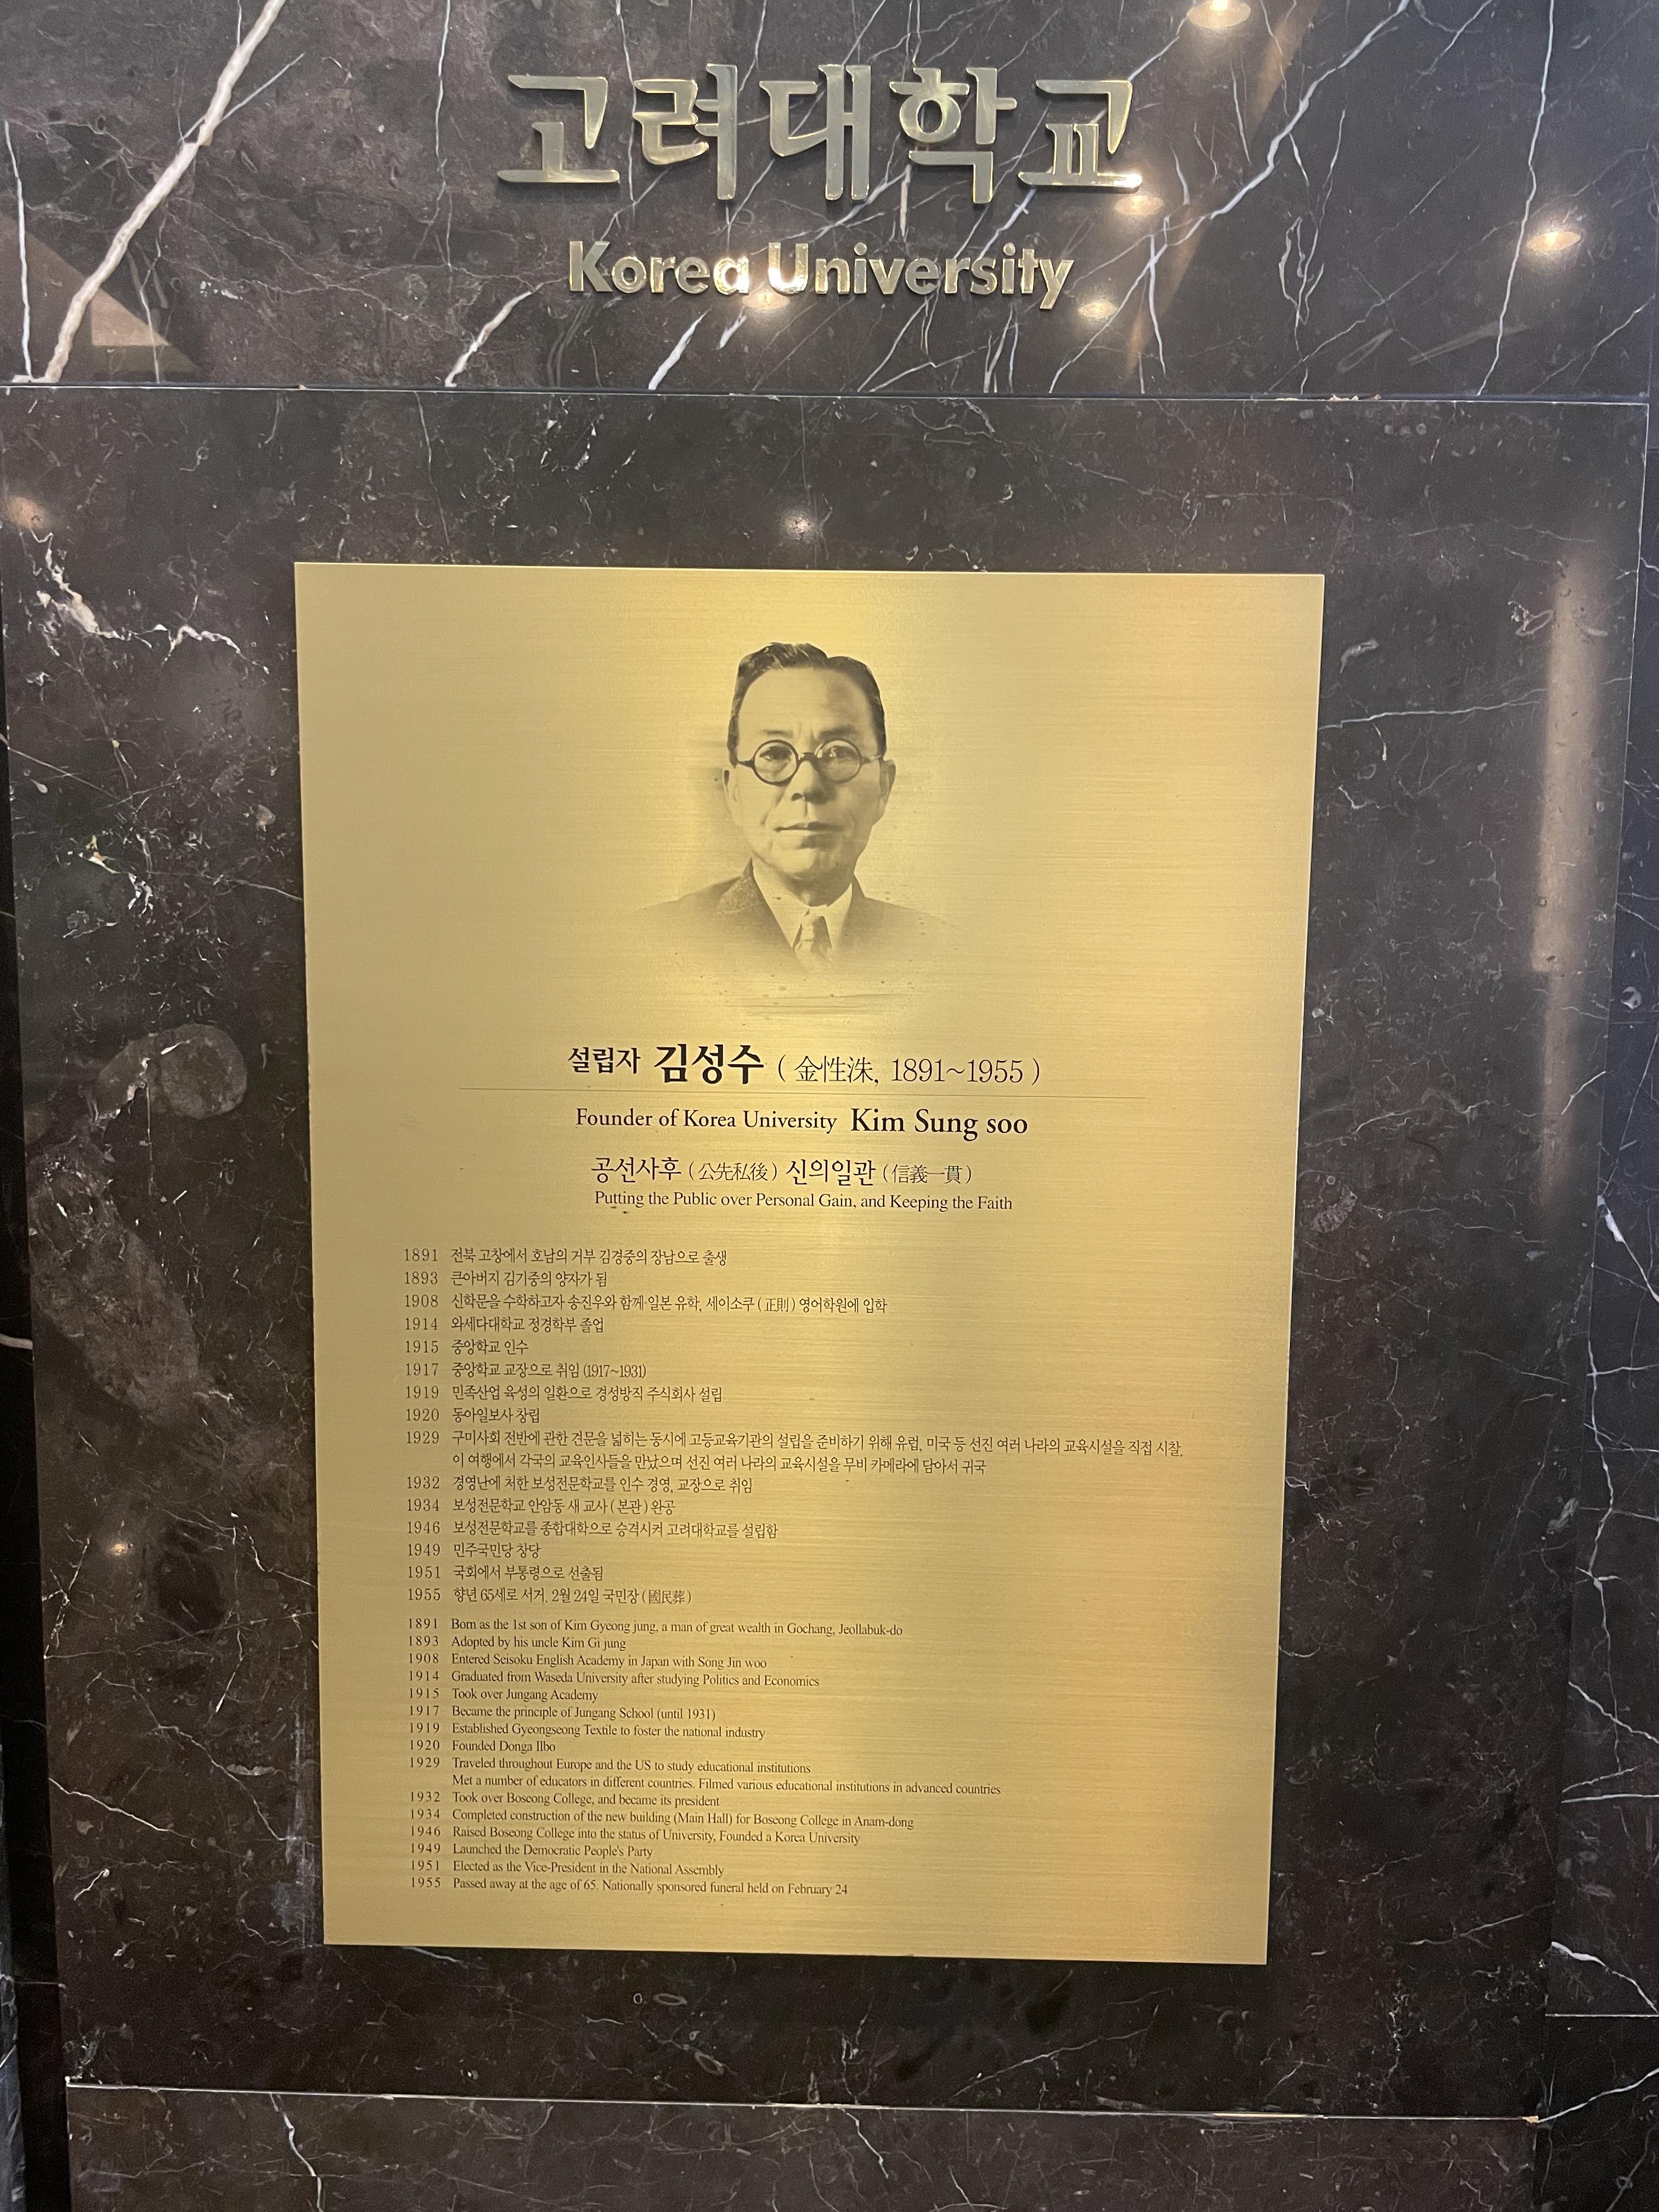 고려대학교
Korea University
설립자 김성수 ( 金性洙, 1891~1955 )
Founder of Korea University Kim Sung soo
공선사후 ( 公先私後 ) 신의일관 ( 信義一貫 )
Putting the Public over Personal Gain, and Keeping the Faith
1891 전북 고창에서 호남의 거부 김경중의 장남으로 출생
1893 큰아버지 김기중의 양자가 됨
1908 신학문을 수학하고자 송진우와 함께 일본 유학, 세이소쿠 ( 正則 ) 영어학원에 입학
1914 와세다대학교 정경학부 졸업
1915 중앙학교 인수
1917 중앙학교 교장으로 취임 (1917~1931)
1919 민족산업 육성의 일환으로 경성방직 주식회사 설립
1920 동아일보사 창립
1929 구미사회 전반에 관한 견문을 넓히는 동시에 고등교육기관의 설립을 준비하기 위해 유럽, 미국 등 선진 여러 나라의 교육시설을 직접 시찰.
이 여행에서 각국의 교육인사들을 만났으며 선진 여러 나라의 교육시설을 무비 카메라에 담아서 귀국
1932 경영난에 처한 보성전문학교를 인수 경영, 교장으로 취임
1934 보성전문학교 안암동 새 교사 ( 본관 ) 완공
1946 보성전문학교를 종합대학으로 승격시켜 고려대학교를 설립함
1949 민주국민당 창당
1951 국회에서 부통령으로 선출됨
1955 향년 65세로 서거, 2월 24일 국민장 ( 國民葬 )
1891 Born as the 1st son of Kim Gyeong jung, a man of great wealth in Gochang, Jeollabuk-do
1893 Adopted by his uncle Kim Gi jung
1908 Entered Seisoku English Academy in Japan with Song Jin woo
1914 Graduated from Waseda University after studying Politics and Economics
1915 Took over Jungang Academy
1917 Became the principle of Jungang School (until 1931)
1919 Established Gyeongseong Textile to foster the national industry
1920 Founded Donga Ilbo
1929 Traveled throughout Europe and the US to study educational institutions
Met a number of educators in different countries. Filmed various educational institutions in advanced countries
1932 Took over Boseong College, and became its president
1934 Completed construction of the new building (Main Hall) for Boseong College in Anam-dong
1946 Raised Boseong College into the status of University, Founded a Korea University
1949 Launched the Democratic People's Party
1951 Elected as the Vice-President in the National Assembly
1955 Passed away at the age of 65. Nationally sponsored funeral held on February 24